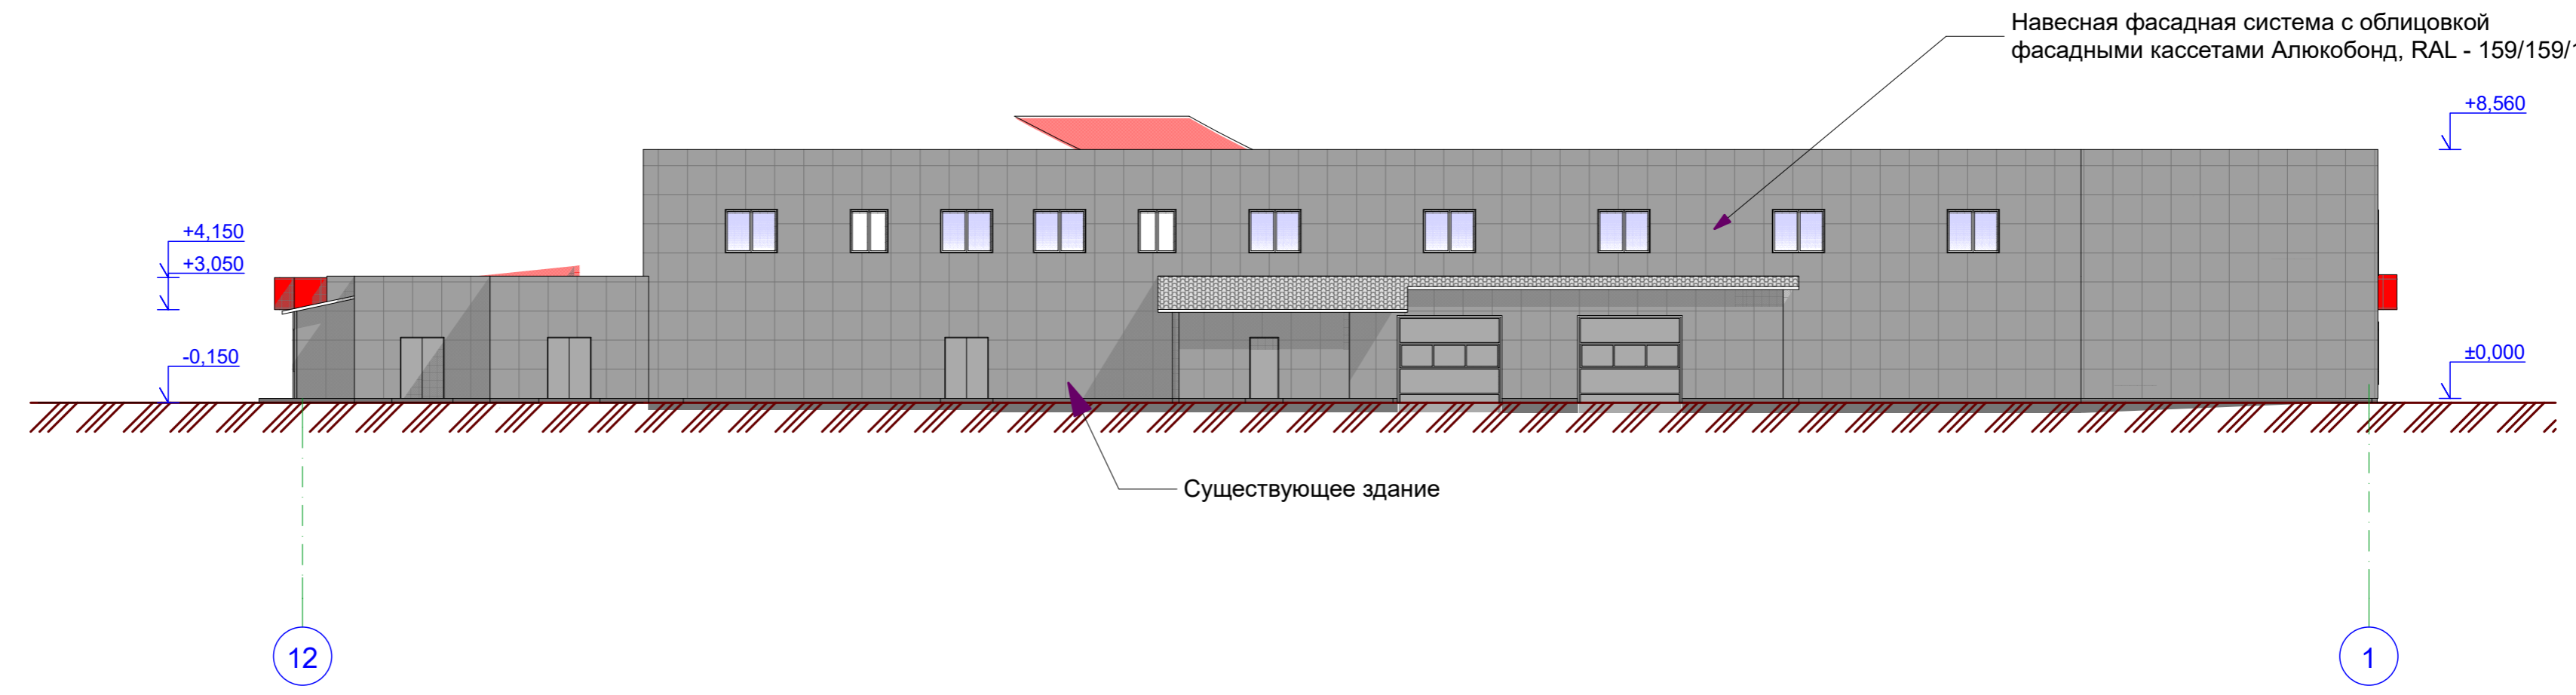 Навесная фасадная система с облицовкой
фасадными кассетами Алюкобонд, RAL - 159/159/1
+8,560
+4,150
+3,050
-0,150
±0,000
Существующее здание
12
1